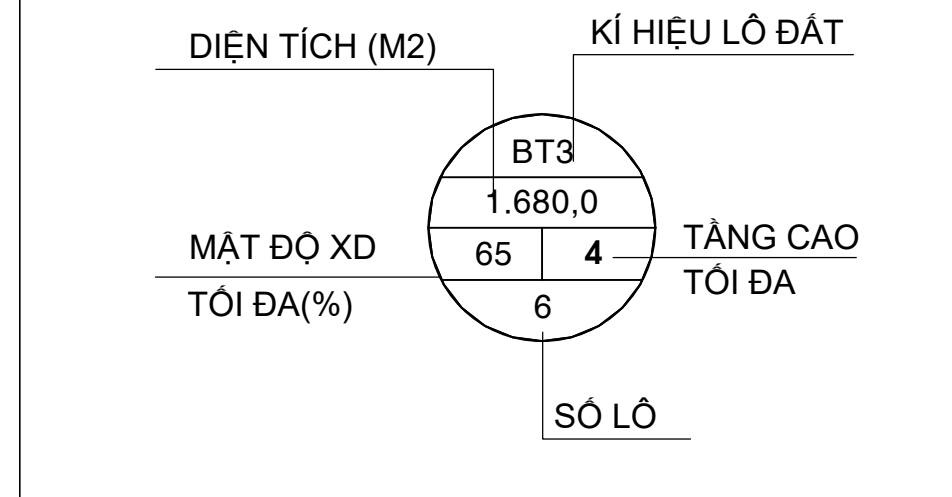 DIỆN TÍCH (M2)
KÍ HIỆU LÔ ĐẤT
BT3
1.680,0
65
4
6
MẬT ĐỘ XD
TỐI ĐA(%)
TẦNG CAO
TỐI ĐA
SỐ LÔ